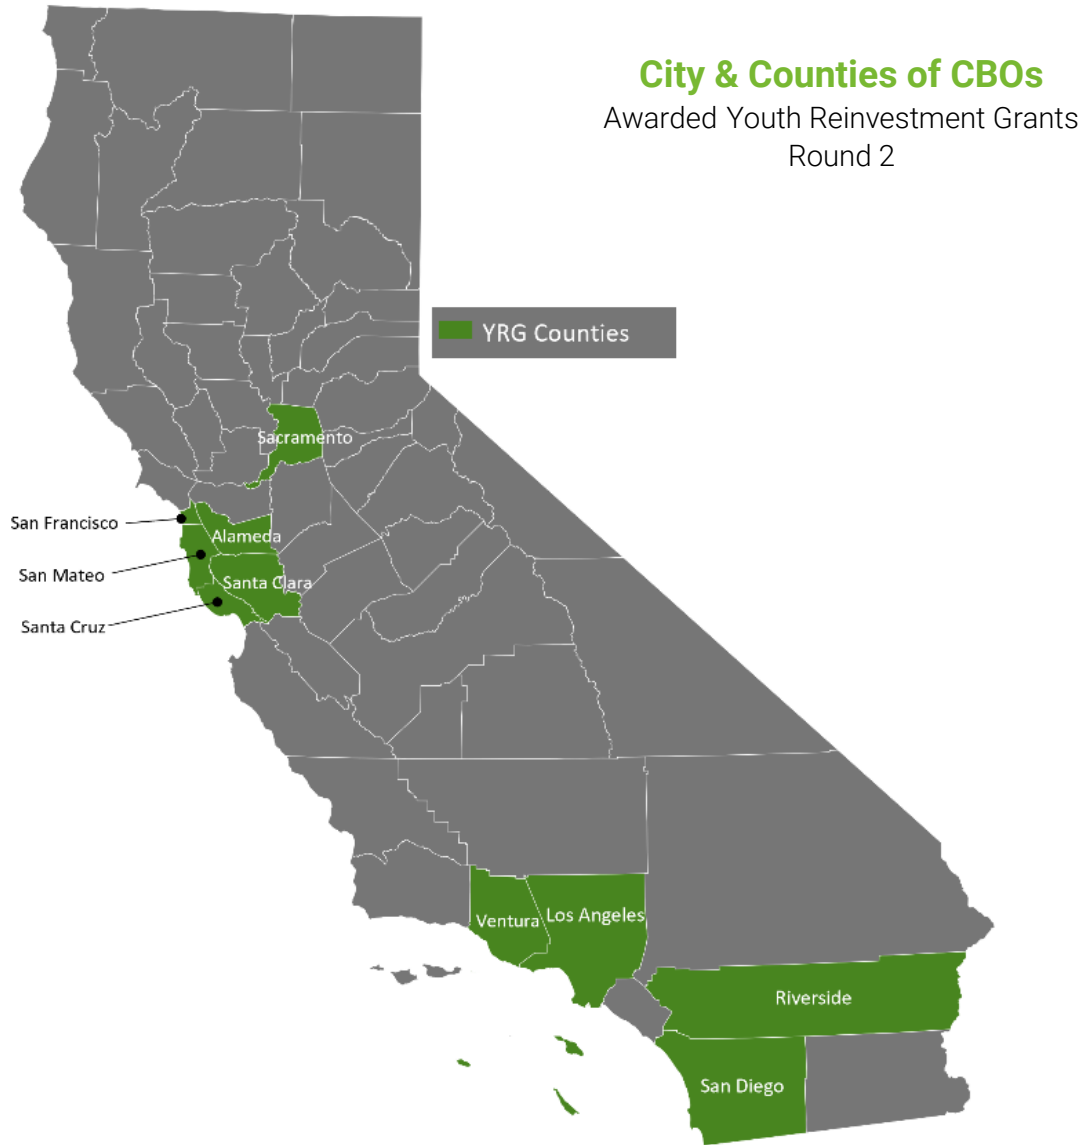 City & Counties of CBOs
Awarded Youth Reinvestment Grants
Round 2
YRG Counties
Sacramento
San Francisco
Alameda
San Mateo
Santa Clara
Santa Cruz
Ventura
Los Angeles
Riverside
San Diego